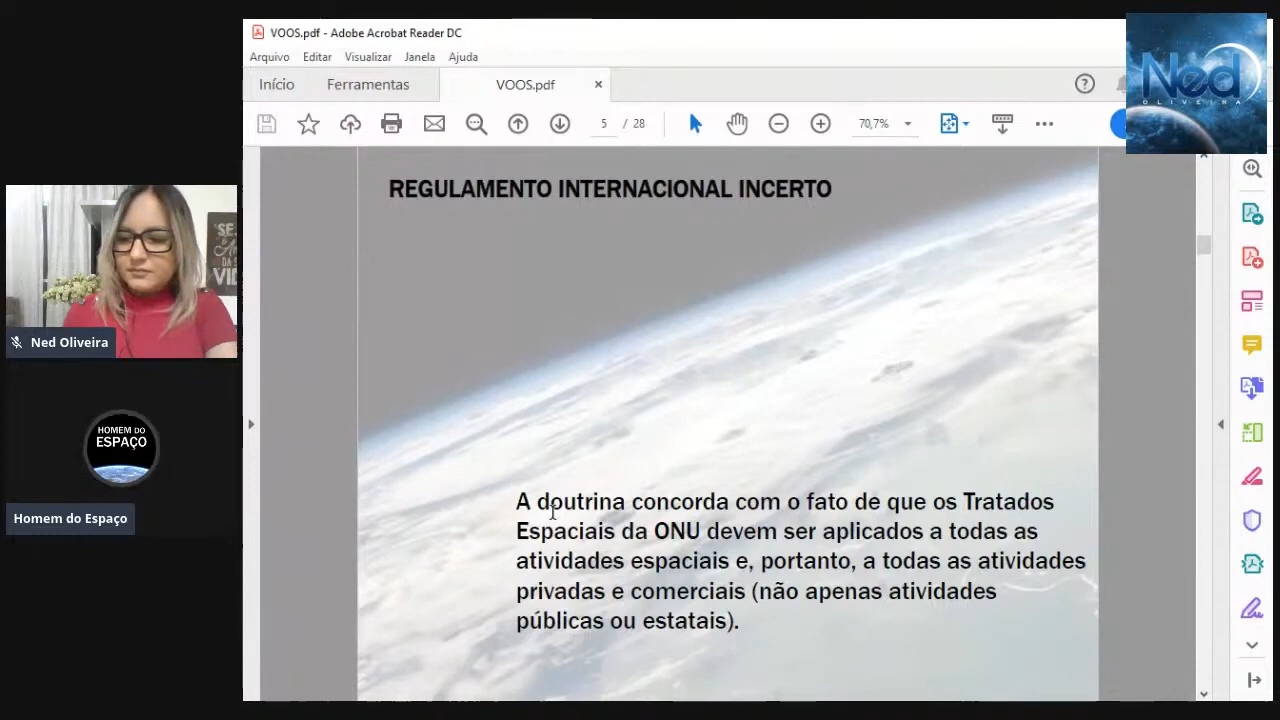 VOOS.pdf - Adobe Acrobat Reader DC
Arquivo Editar Visualizar Janela Ajuda
Início Ferramentas VOOS.pdf
5 / 28 70,7%
Ned
OLIVEIRA
REGULAMENTO INTERNACIONAL INCERTO
A doutrina concorda com o fato de que os Tratados
Espaciais da ONU devem ser aplicados a todas as
atividades espaciais e, portanto, a todas as atividades
privadas e comerciais (não apenas atividades
públicas ou estatais).
DA
VID
Ned Oliveira
HOMEM DO
ESPAÇO
Homem do Espaço